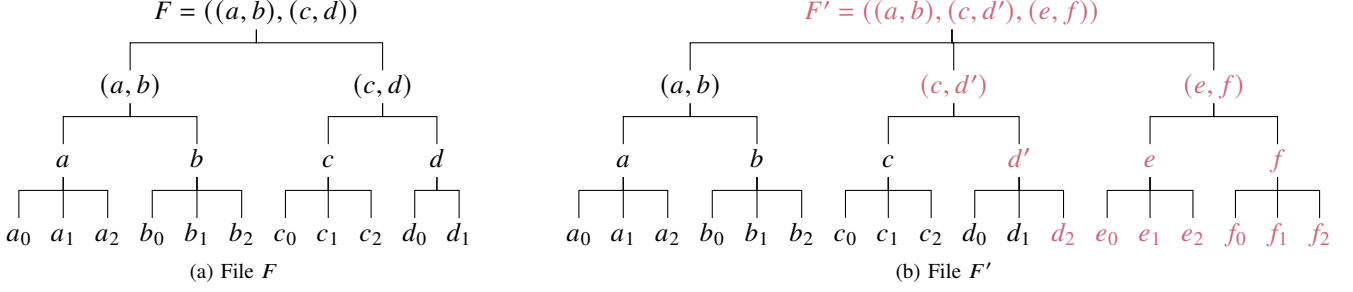 F = ((a, b), (c, d))
(a, b) (c, d)
a b c d
a₀ a₁ a₂ b₀ b₁ b₂ c₀ c₁ c₂ d₀ d₁
(a) File F
F′ = ((a, b), (c, d′), (e, f))
(a, b) (c, d′) (e, f)
a b c d′ e f
a₀ a₁ a₂ b₀ b₁ b₂ c₀ c₁ c₂ d₀ d₁ d₂ e₀ e₁ e₂ f₀ f₁ f₂
(b) File F′